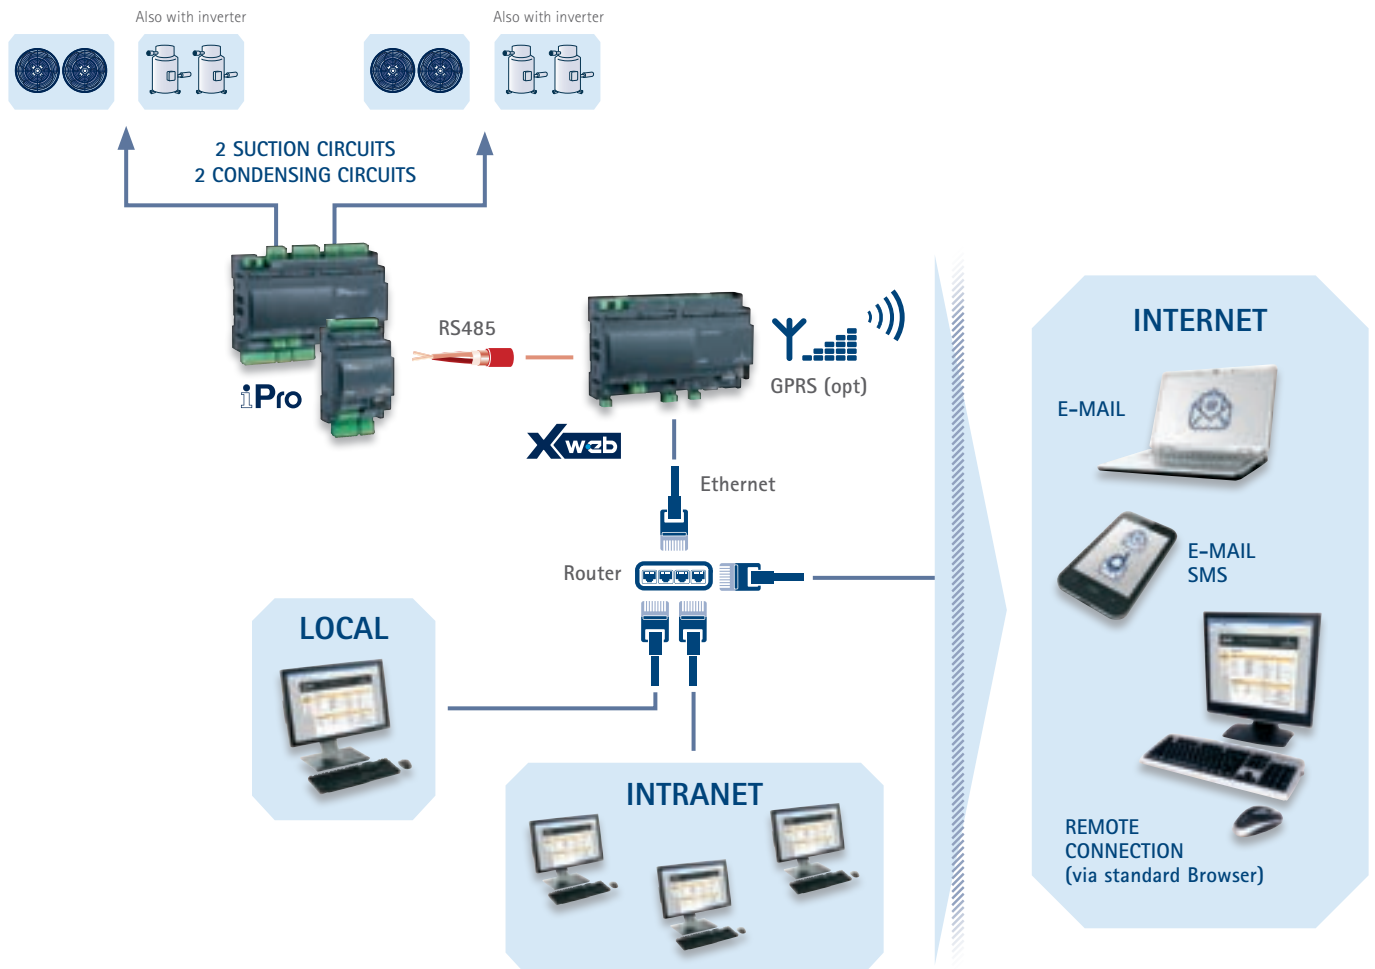 Also with inverter
Also with inverter
2 SUCTION CIRCUITS
2 CONDENSING CIRCUITS
RS485
iPro
Xweb
GPRS (opt)
Ethernet
Router
LOCAL
INTRANET
INTERNET
E-MAIL
E-MAIL
SMS
REMOTE
CONNECTION
(via standard Browser)